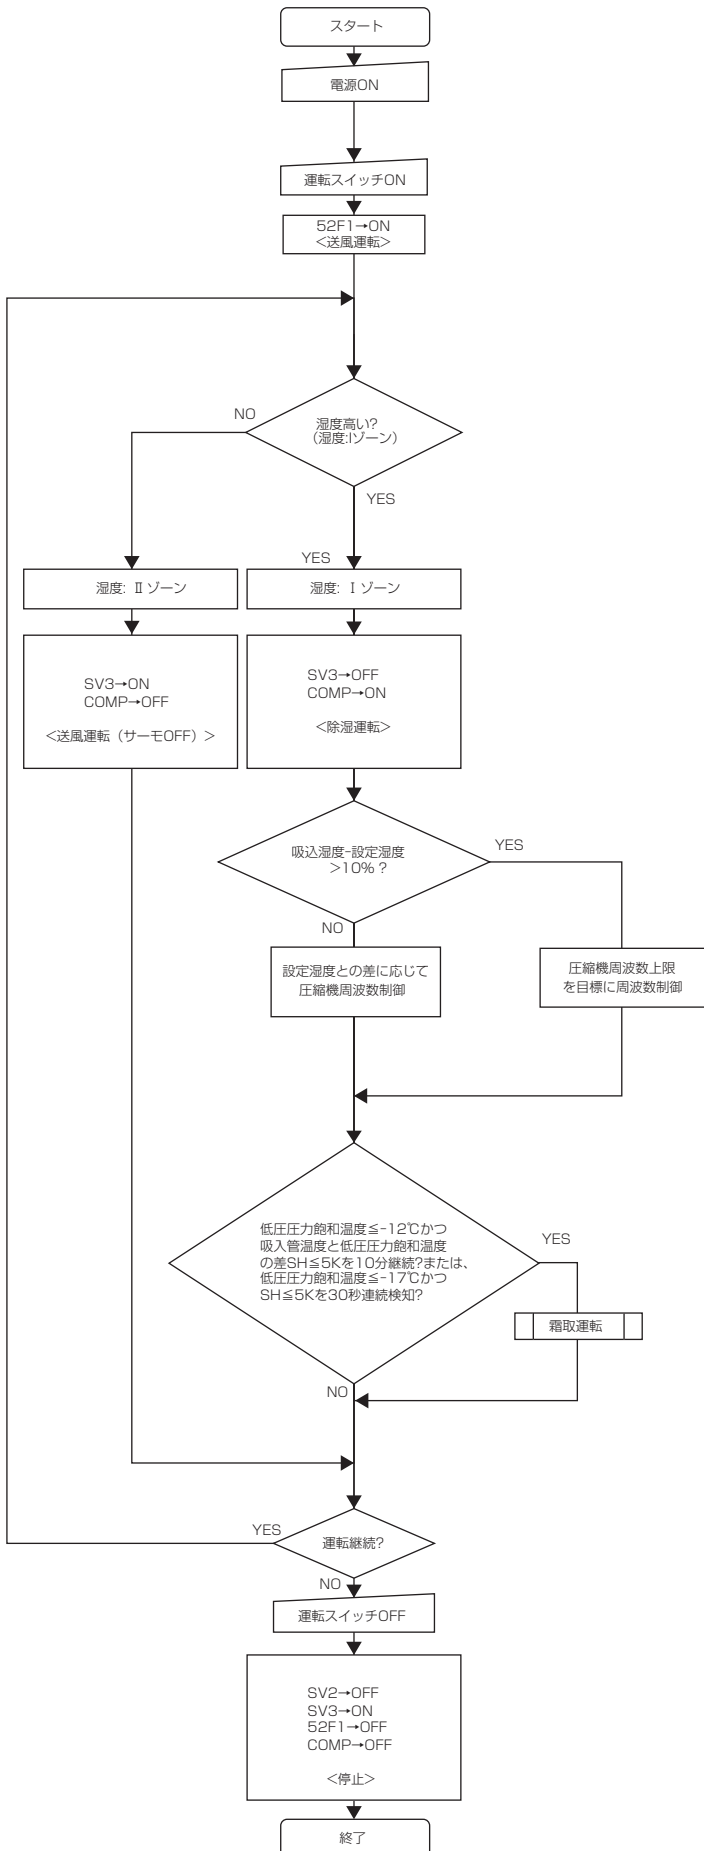 スタート
電源ON
運転スイッチON
52F1→ON
<送風運転>
NO
湿度高い?
(湿度:Iゾーン)
YES
YES
湿度: Ⅱ ゾーン
湿度: Ⅰ ゾーン
SV3→ON
COMP→OFF
<送風運転(サーモOFF)>
SV3→OFF
COMP→ON
<除湿運転>
吸込湿度-設定湿度
>10% ?
YES
NO
設定湿度との差に応じて
圧縮機周波数制御
圧縮機周波数上限
を目標に周波数制御
低圧圧力飽和温度≦-12℃かつ
吸入管温度と低圧圧力飽和温度
の差SH≦5Kを10分継続?または、
低圧圧力飽和温度≦-17℃かつ
SH≦5Kを30秒連続検知?
YES
霜取運転
NO
YES
運転継続?
NO
運転スイッチOFF
SV2→OFF
SV3→ON
52F1→OFF
COMP→OFF
<停止>
終了